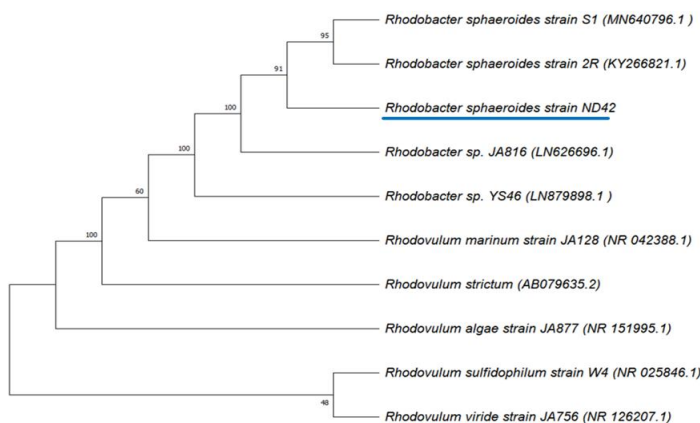 Rhodobacter sphaeroides strain S1 (MN640796.1 )
95
Rhodobacter sphaeroides strain 2R (KY266821.1)
91
Rhodobacter sphaeroides strain ND42
100
Rhodobacter sp. JA816 (LN626696.1)
100
Rhodobacter sp. YS46 (LN879898.1 )
60
Rhodovulum marinum strain JA128 (NR 042388.1)
100
Rhodovulum strictum (AB079635.2)
Rhodovulum algae strain JA877 (NR 151995.1)
Rhodovulum sulfidophilum strain W4 (NR 025846.1)
48
Rhodovulum viride strain JA756 (NR 126207.1)